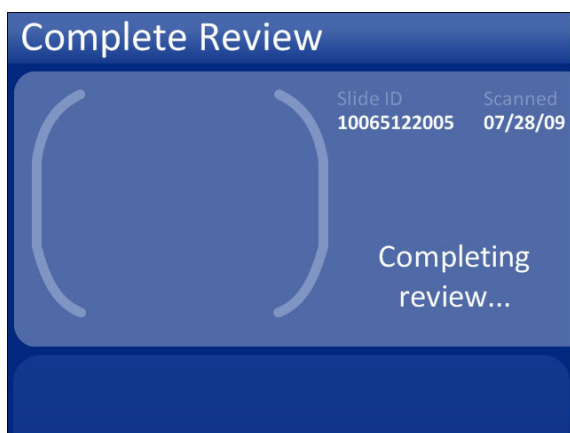 Complete Review
Slide ID Scanned
10065122005 07/28/09
Completing
review...